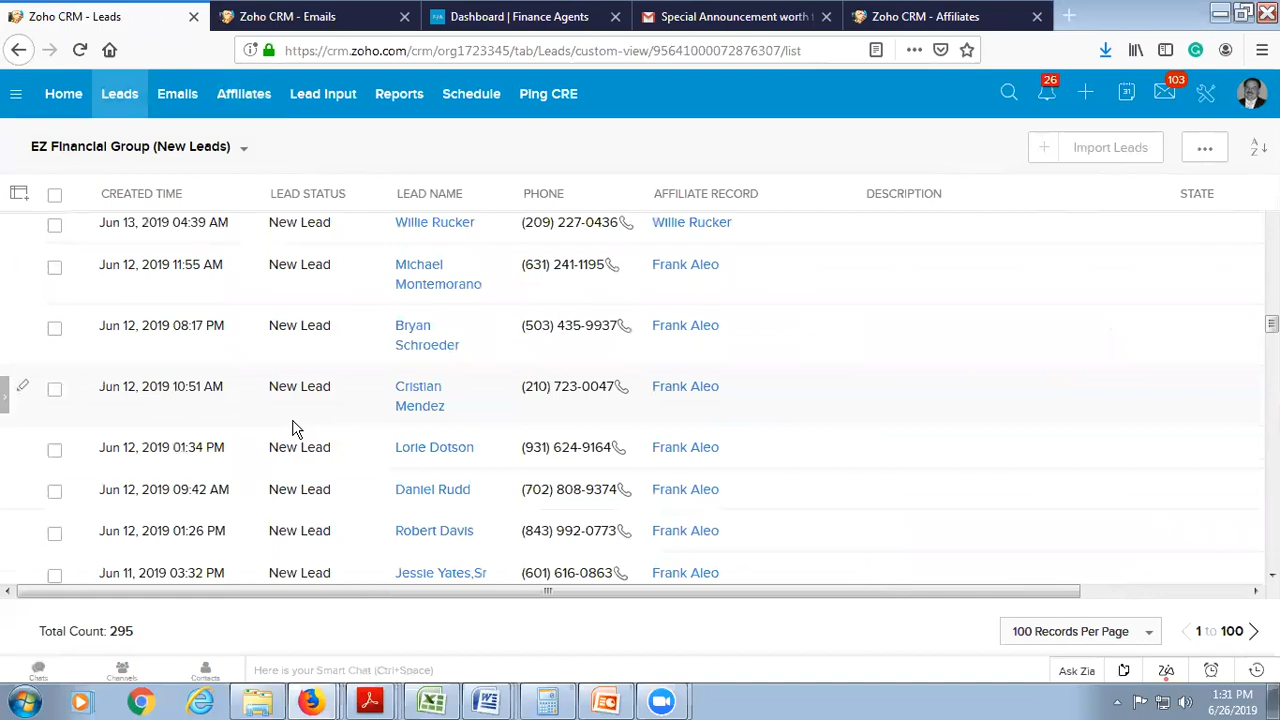 Zoho CRM - Leads
Zoho CRM - Emails
Dashboard | Finance Agents
Special Announcement worth
Zoho CRM - Affiliates
https://crm.zoho.com/crm/org1723345/tab/Leads/custom-view/95641000072876307/list
Home Leads Emails Affiliates Lead Input Reports Schedule Ping CRE
26
31
103
EZ Financial Group (New Leads)
Import Leads
CREATED TIME LEAD STATUS LEAD NAME PHONE AFFILIATE RECORD DESCRIPTION STATE
Jun 13, 2019 04:39 AM New Lead Willie Rucker (209) 227-0436 Willie Rucker
Jun 12, 2019 11:55 AM New Lead Michael Montemorano (631) 241-1195 Frank Aleo
Jun 12, 2019 08:17 PM New Lead Bryan Schroeder (503) 435-9937 Frank Aleo
Jun 12, 2019 10:51 AM New Lead Cristian Mendez (210) 723-0047 Frank Aleo
Jun 12, 2019 01:34 PM New Lead Lorie Dotson (931) 624-9164 Frank Aleo
Jun 12, 2019 09:42 AM New Lead Daniel Rudd (702) 808-9374 Frank Aleo
Jun 12, 2019 01:26 PM New Lead Robert Davis (843) 992-0773 Frank Aleo
Jun 11, 2019 03:32 PM New Lead Jessie Yates,Sr (601) 616-0863 Frank Aleo
Total Count: 295
100 Records Per Page
1 to 100
Chats Channels Contacts
Here is your Smart Chat (Ctrl+Space)
Ask Zia
1:31 PM
6/26/2019